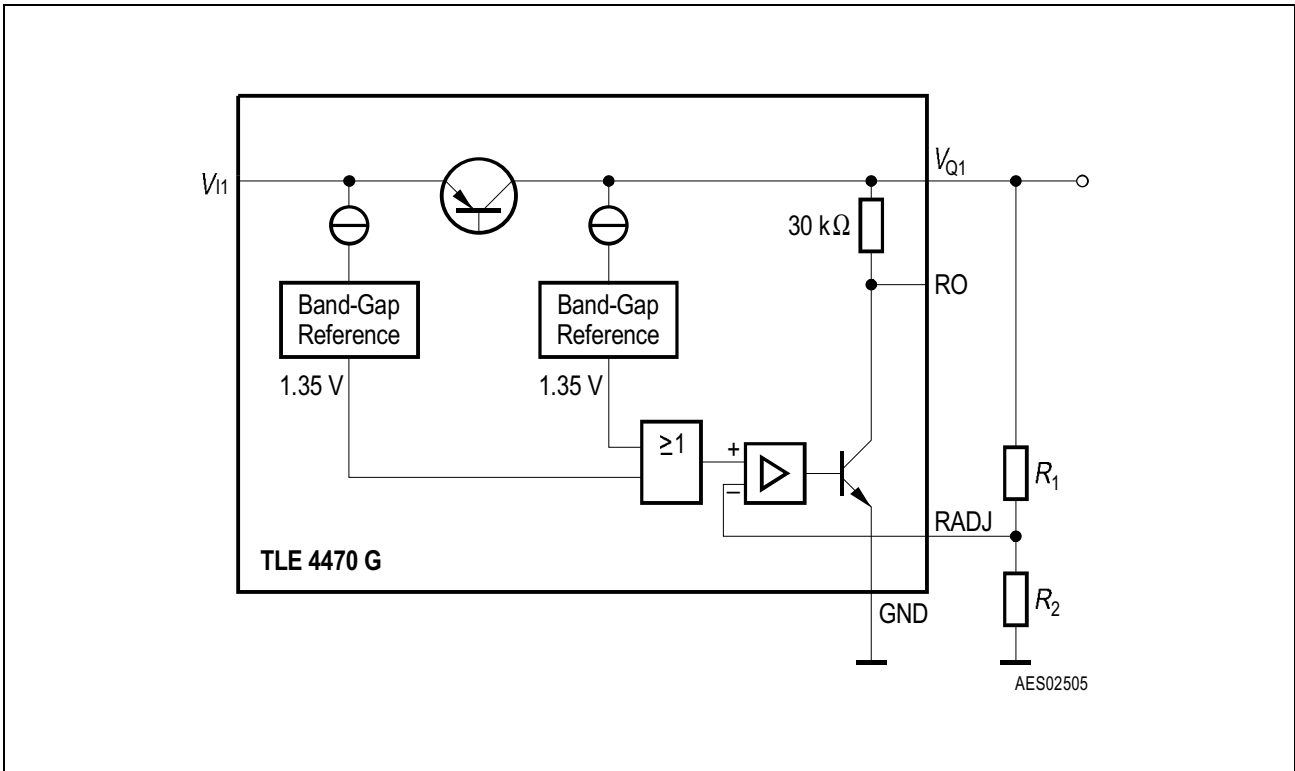 V_I1
V_Q1
30 kΩ
RO
Band-Gap
Reference
Band-Gap
Reference
1.35 V
1.35 V
≥1
+
–
R_1
RADJ
TLE 4470 G
R_2
GND
AES02505